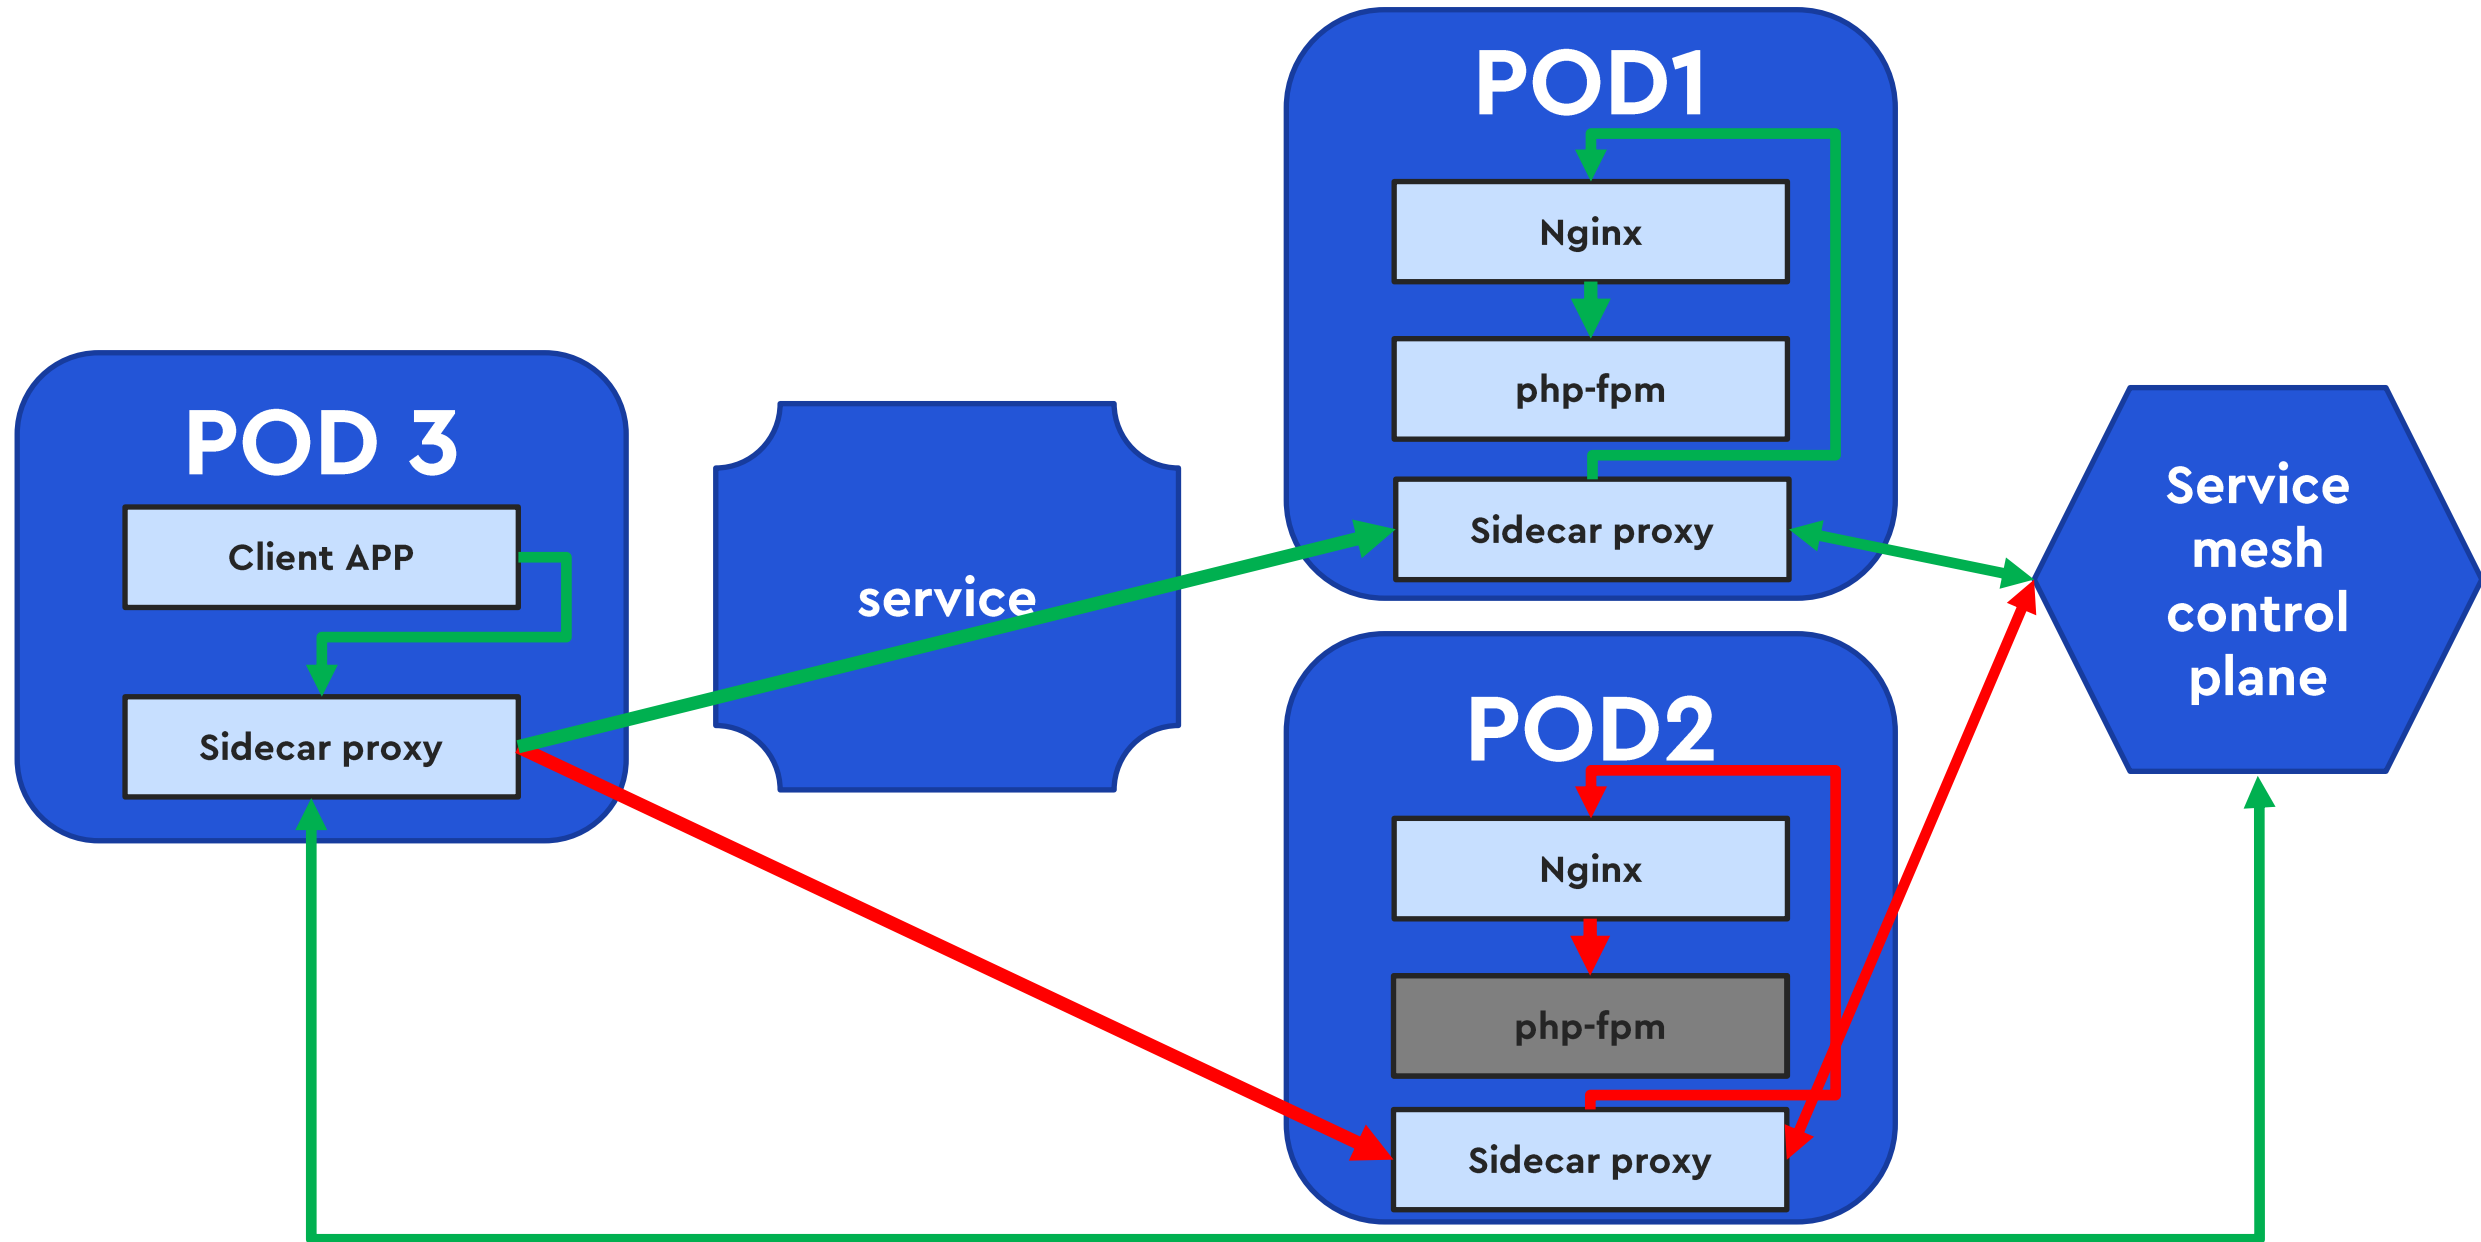 POD1
Nginx
php-fpm
Sidecar proxy
POD 3
Client APP
Sidecar proxy
service
Service
mesh
control
plane
POD2
Nginx
php-fpm
Sidecar proxy